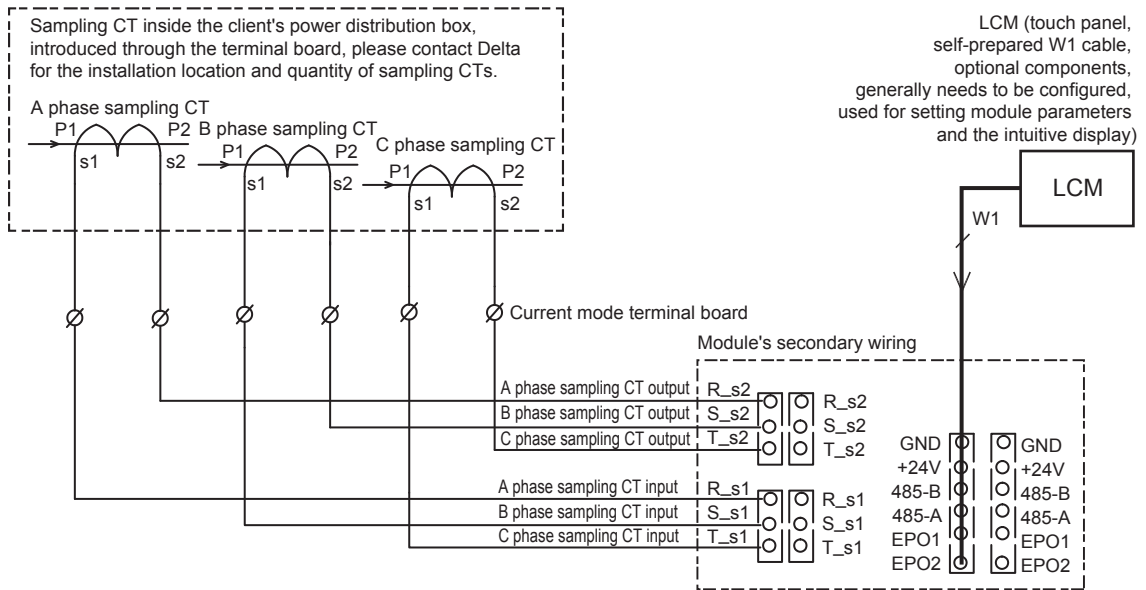 Sampling CT inside the client's power distribution box,
introduced through the terminal board, please contact Delta
for the installation location and quantity of sampling CTs.
A phase sampling CT
P1
P2
s1
s2
B phase sampling CT
P1
P2
s1
s2
C phase sampling CT
P1
P2
s1
s2
LCM (touch panel,
self-prepared W1 cable,
optional components,
generally needs to be configured,
used for setting module parameters
and the intuitive display)
LCM
W1
Current mode terminal board
Module's secondary wiring
A phase sampling CT output R_s2
B phase sampling CT output S_s2
C phase sampling CT output T_s2
R_s2
S_s2
T_s2
A phase sampling CT input R_s1
B phase sampling CT input S_s1
C phase sampling CT input T_s1
R_s1
S_s1
T_s1
GND
+24V
485-B
485-A
EPO1
EPO2
GND
+24V
485-B
485-A
EPO1
EPO2